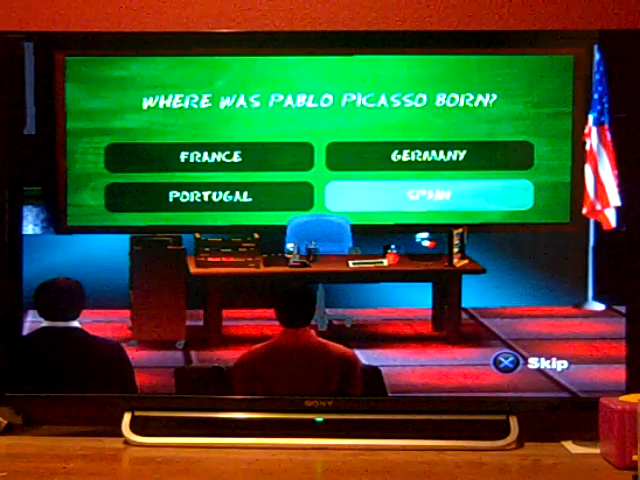 WHERE WAS PABLO PICASSO BORN?
FRANCE
GERMANY
PORTUGAL
SPAIN
Skip
SONY